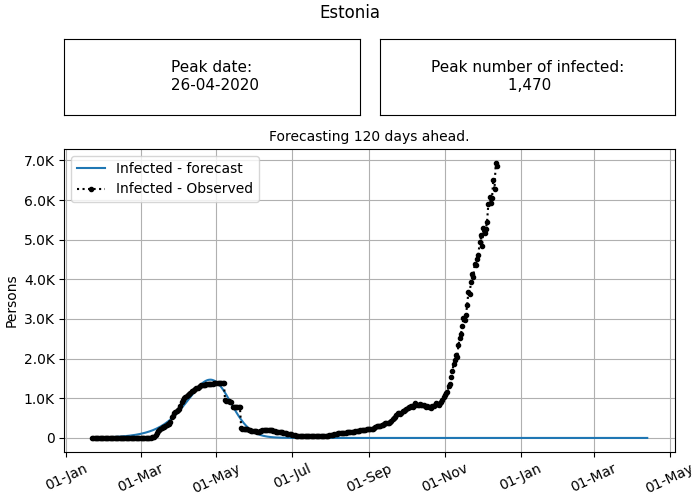 Estonia
Peak date:
26-04-2020
Peak number of infected:
1,470
Forecasting 120 days ahead.
Infected - forecast
Infected - Observed
7.0K
6.0K
5.0K
4.0K
3.0K
2.0K
1.0K
0
Persons
01-Jan
01-Mar
01-May
01-Jul
01-Sep
01-Nov
01-Jan
01-Mar
01-May